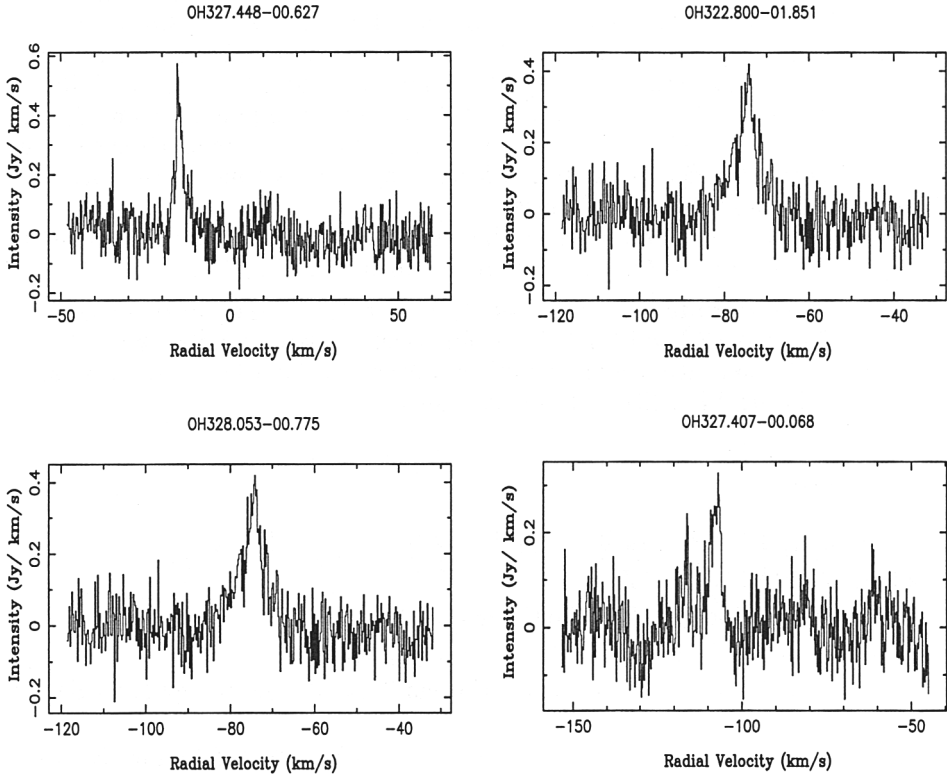 OH327.448−00.627
Intensity (Jy/ km/s)
0.6
0.4
0.2
0
−0.2
−50
0
50
Radial Velocity (km/s)
OH322.800−01.851
Intensity (Jy/ km/s)
0.4
0.2
0
−0.2
−120
−100
−80
−60
−40
Radial Velocity (km/s)
OH328.053−00.775
Intensity (Jy/ km/s)
0.4
0.2
0
−0.2
−120
−100
−80
−60
−40
Radial Velocity (km/s)
OH327.407−00.068
Intensity (Jy/ km/s)
0.2
0
−150
−100
−50
Radial Velocity (km/s)